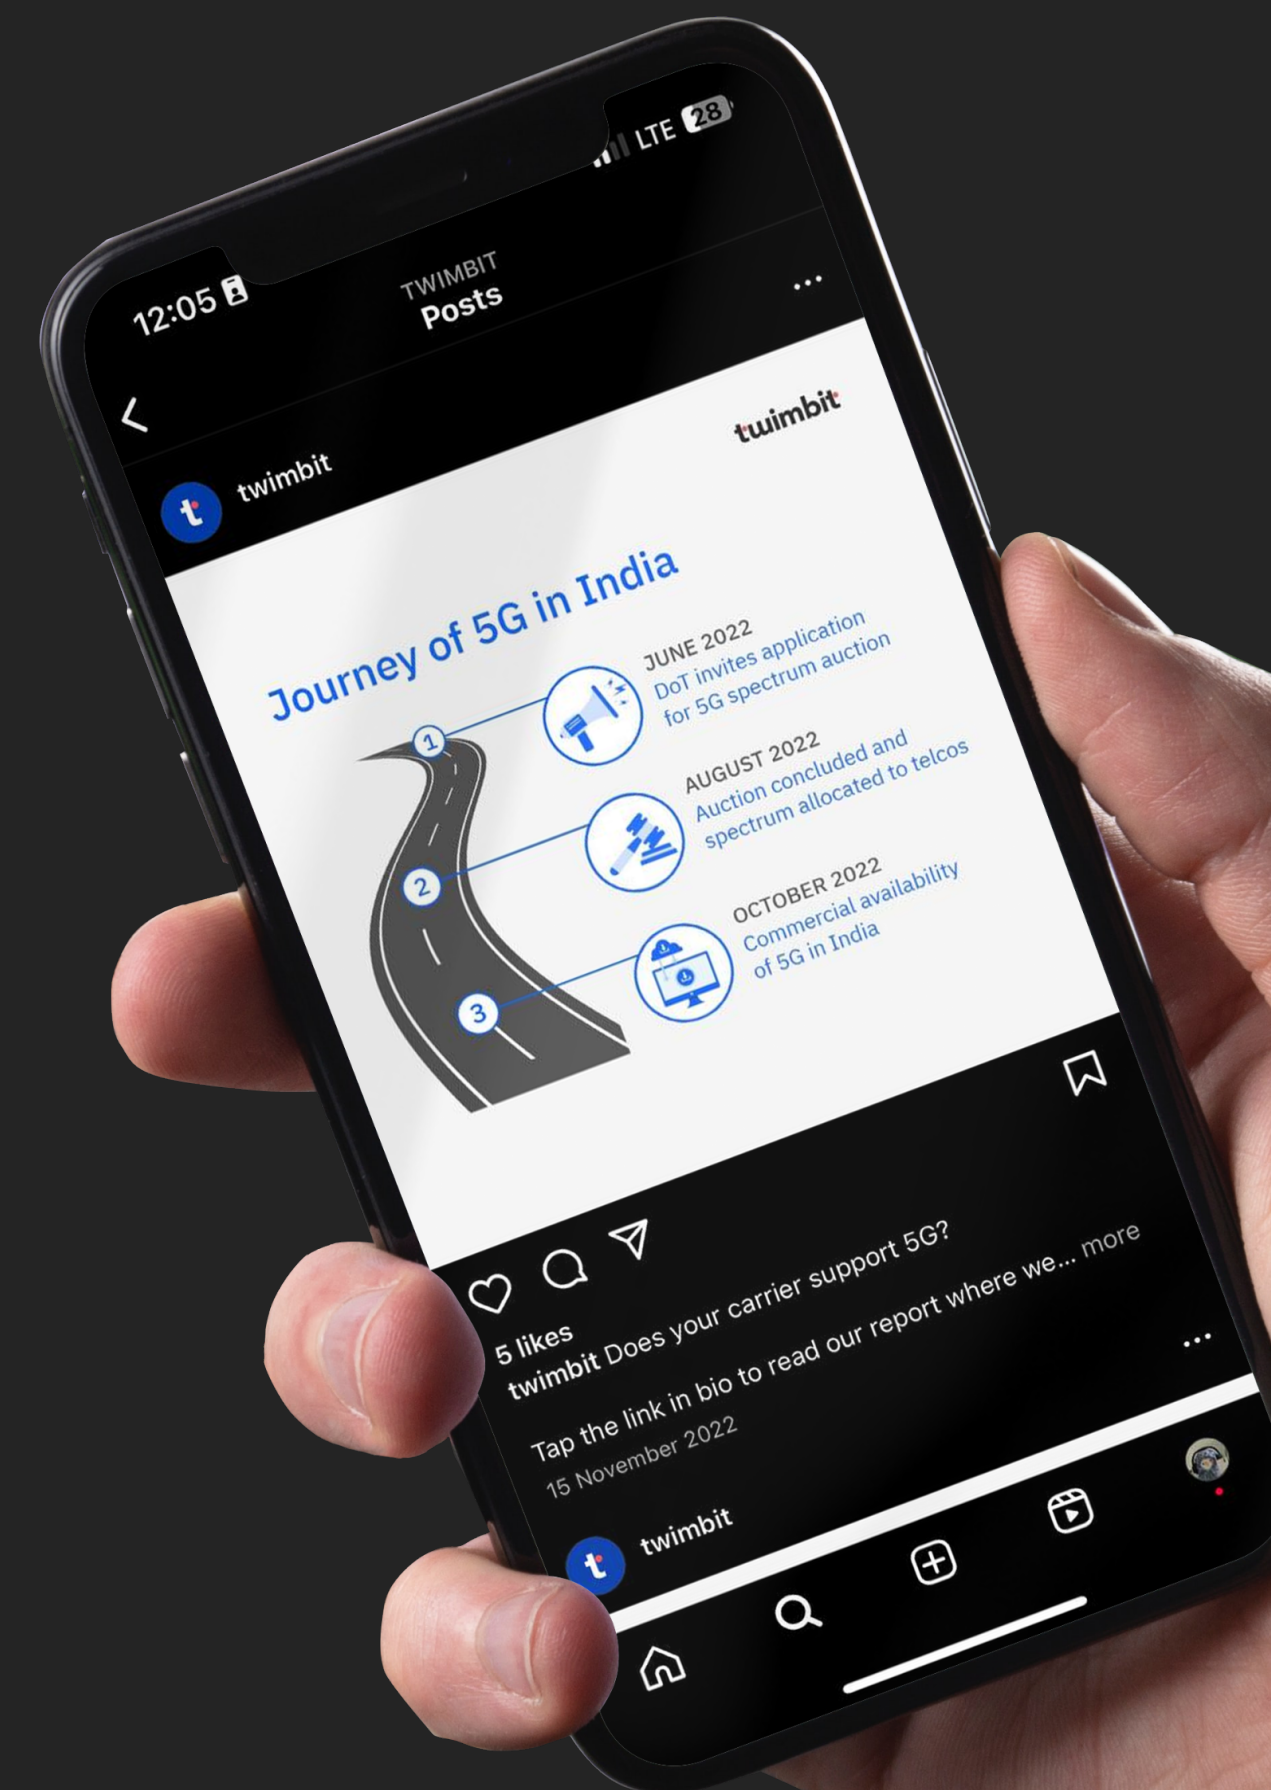 12:05
LTE 28
TWIMBIT
Posts
twimbit
twimbit
Journey of 5G in India
1
JUNE 2022
DoT invites application
for 5G spectrum auction
2
AUGUST 2022
Auction concluded and
spectrum allocated to telcos
3
OCTOBER 2022
Commercial availability
of 5G in India
5 likes
twimbit Does your carrier support 5G?
Tap the link in bio to read our report where we... more
15 November 2022
twimbit